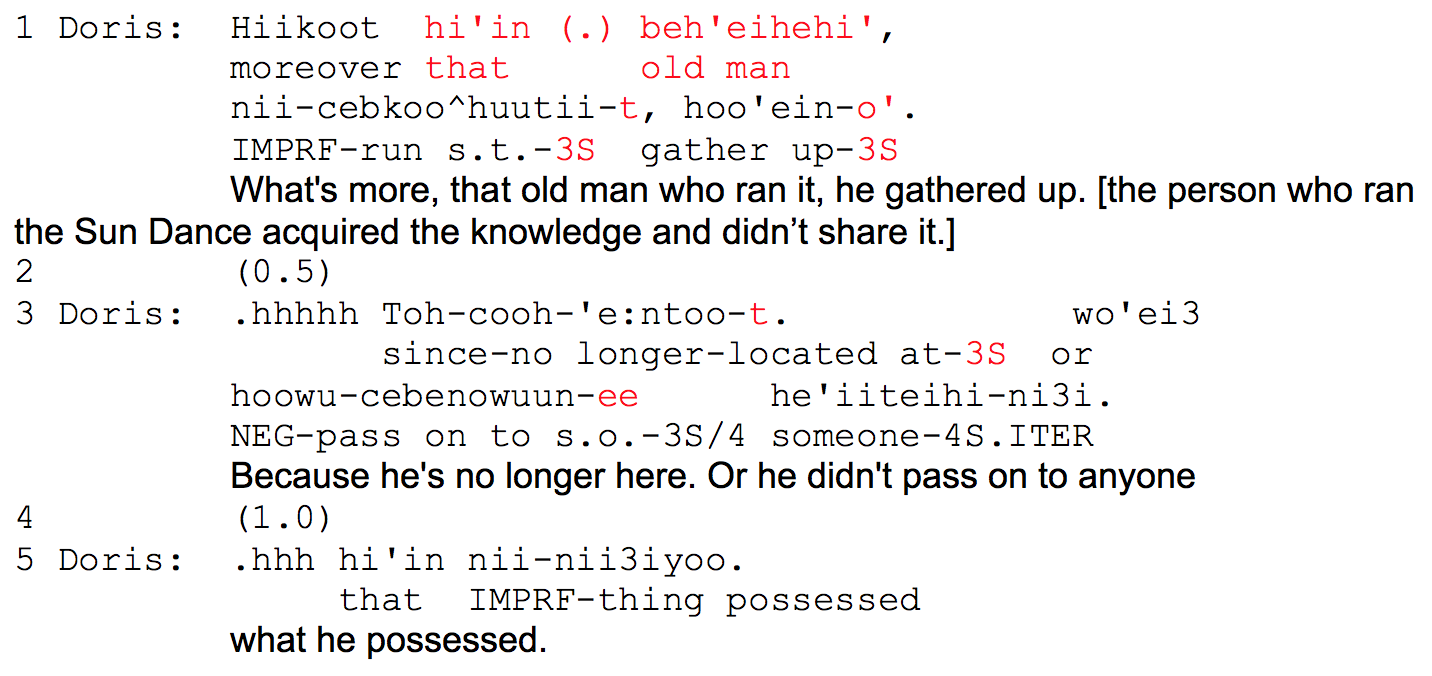 1 Doris: Hiikoot hi'in (.) beh'eihehi',
moreover that old man
nii-cebkoo^huutii-t, hoo'ein-o'.
IMPRF-run s.t.-3S gather up-3S
What's more, that old man who ran it, he gathered up. [the person who ran
the Sun Dance acquired the knowledge and didn’t share it.]
2 (0.5)
3 Doris: .hhhhh Toh-cooh-'e:ntoo-t. wo'ei3
since-no longer-located at-3S or
hoowu-cebenowuun-ee he'iiteihi-ni3i.
NEG-pass on to s.o.-3S/4 someone-4S.ITER
Because he's no longer here. Or he didn't pass on to anyone
4 (1.0)
5 Doris: .hhh hi'in nii-nii3iyoo.
that IMPRF-thing possessed
what he possessed.